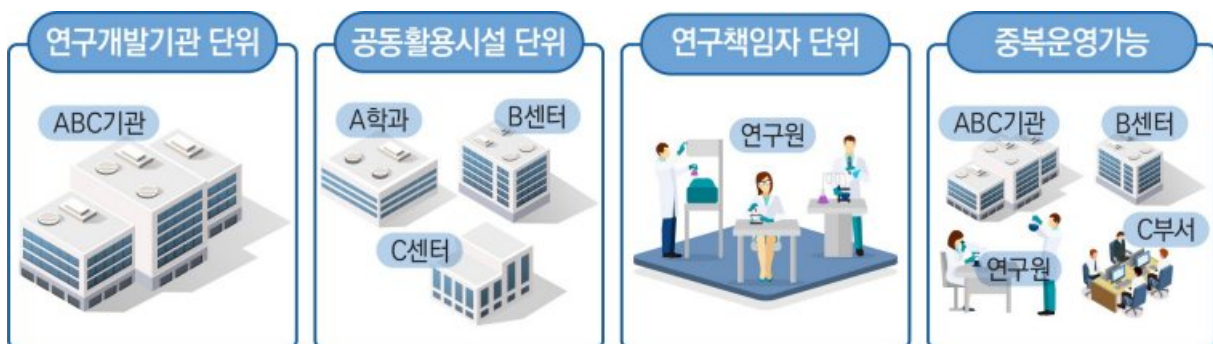 연구개발기관 단위
ABC기관
공동활용시설 단위
A학과
B센터
C센터
연구책임자 단위
연구원
중복운영가능
ABC기관
B센터
연구원
C부서